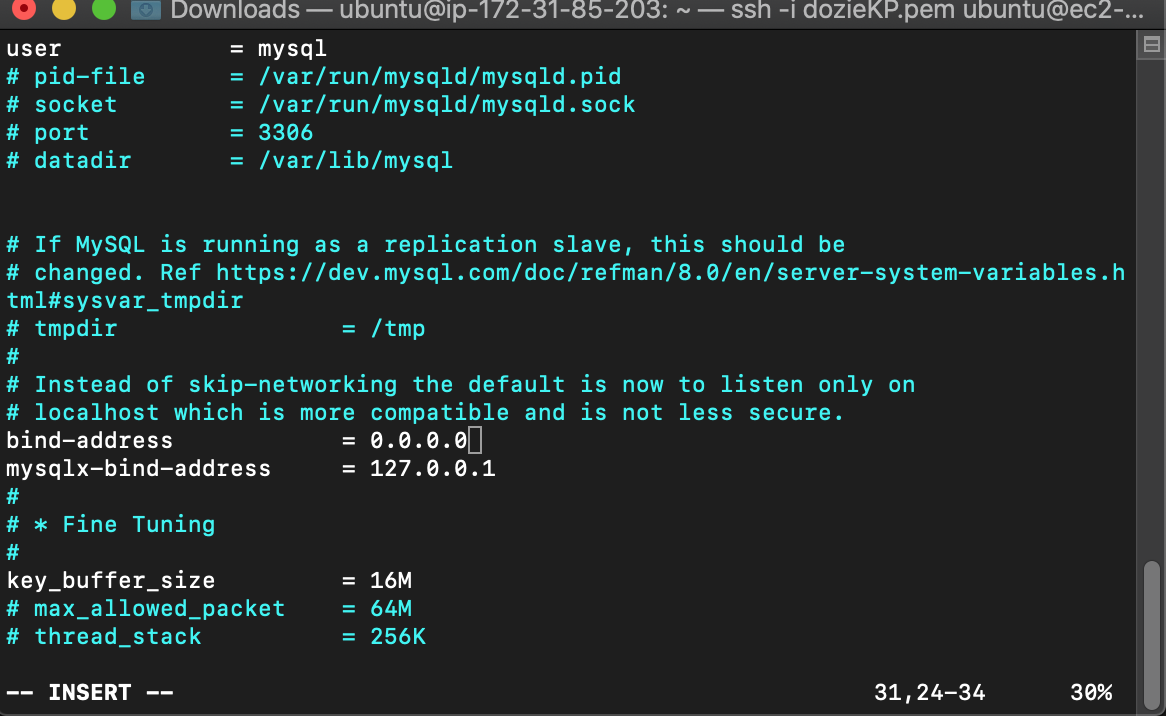 Downloads — ubuntu@ip-172-31-85-203: ~ — ssh -i dozieKP.pem ubuntu@ec2-...
user = mysql
# pid-file = /var/run/mysqld/mysqld.pid
# socket = /var/run/mysqld/mysqld.sock
# port = 3306
# datadir = /var/lib/mysql
# If MySQL is running as a replication slave, this should be
# changed. Ref https://dev.mysql.com/doc/refman/8.0/en/server-system-variables.h
tml#sysvar_tmpdir
# tmpdir = /tmp
#
# Instead of skip-networking the default is now to listen only on
# localhost which is more compatible and is not less secure.
bind-address = 0.0.0.0
mysqlx-bind-address = 127.0.0.1
#
# * Fine Tuning
#
key_buffer_size = 16M
# max_allowed_packet = 64M
# thread_stack = 256K
-- INSERT -- 31,24-34 30%